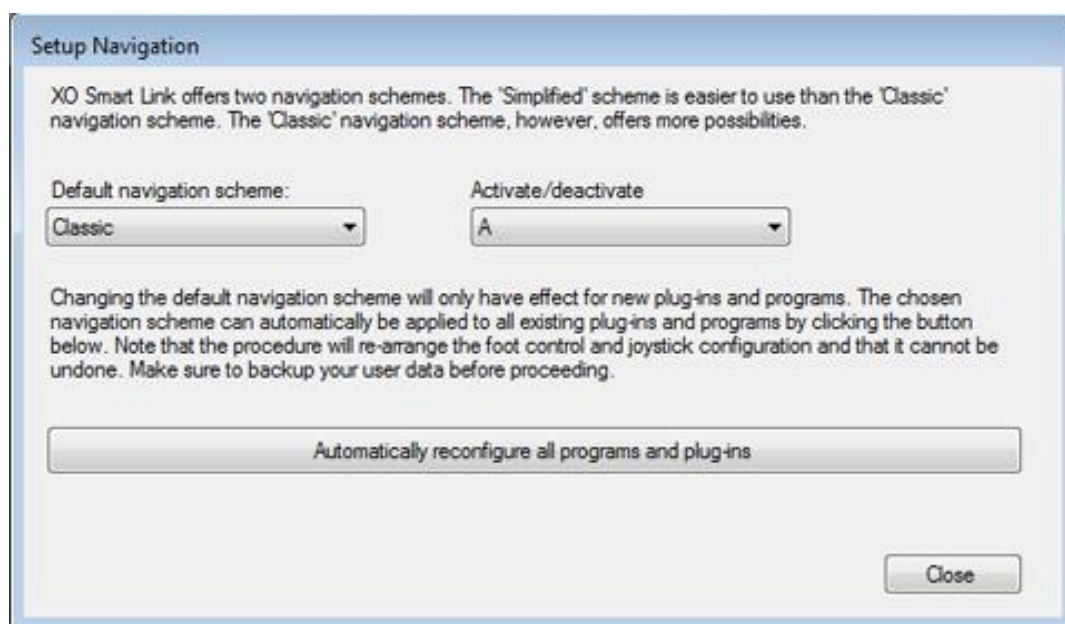 Setup Navigation
XO Smart Link offers two navigation schemes. The 'Simplified' scheme is easier to use than the 'Classic'
navigation scheme. The 'Classic' navigation scheme, however, offers more possibilities.
Default navigation scheme:
Activate/deactivate
Classic
A
Changing the default navigation scheme will only have effect for new plug-ins and programs. The chosen
navigation scheme can automatically be applied to all existing plug-ins and programs by clicking the button
below. Note that the procedure will re-arrange the foot control and joystick configuration and that it cannot be
undone. Make sure to backup your user data before proceeding.
Automatically reconfigure all programs and plug-ins
Close